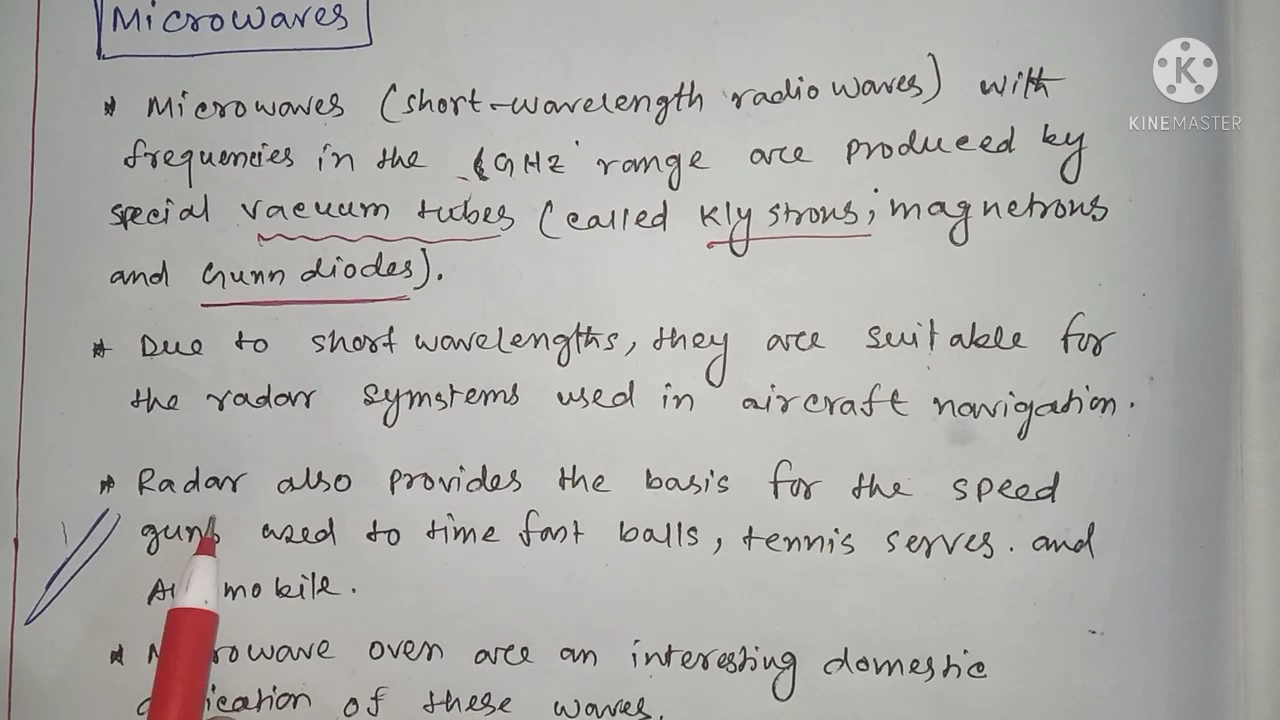 Microwaves
* Microwaves (short-wavelength radio waves) with
frequencies in the GHz range are produced by
special vacuum tubes (called klystrons, magnetrons
and Gunn diodes).
* Due to short wavelengths, they are suitable for
the radar symstems used in aircraft navigation.
* Radar also provides the basis for the speed
guns used to time fast balls, tennis serves. and
mobile.
* oven are an interesting domestic
of these waves.
K
KINEMASTER